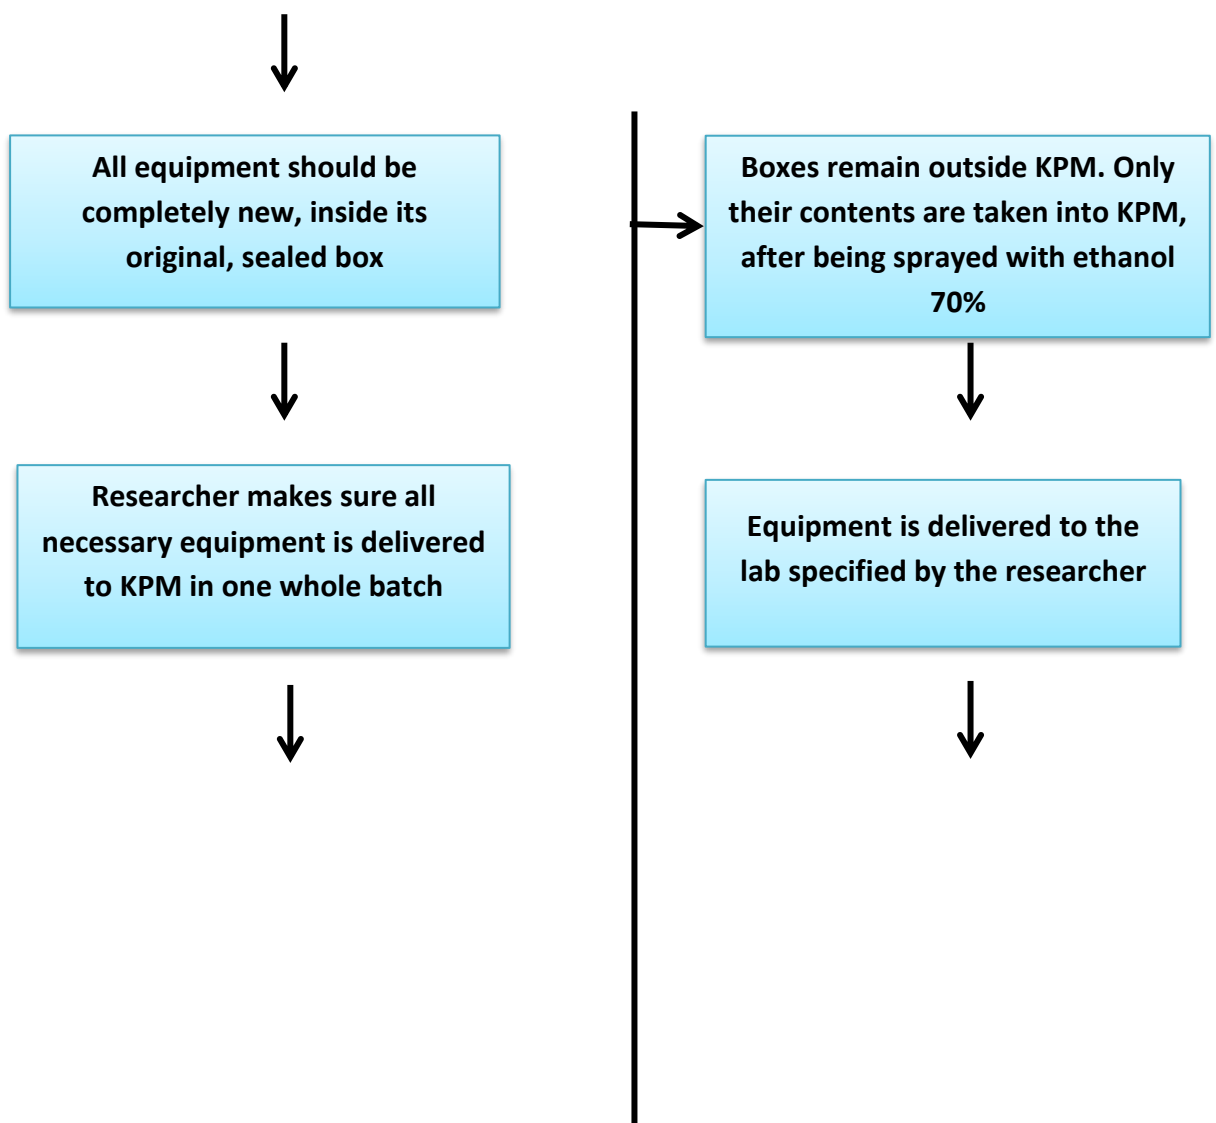 All equipment should be
completely new, inside its
original, sealed box
Researcher makes sure all
necessary equipment is delivered
to KPM in one whole batch
Boxes remain outside KPM. Only
their contents are taken into KPM,
after being sprayed with ethanol
70%
Equipment is delivered to the
lab specified by the researcher